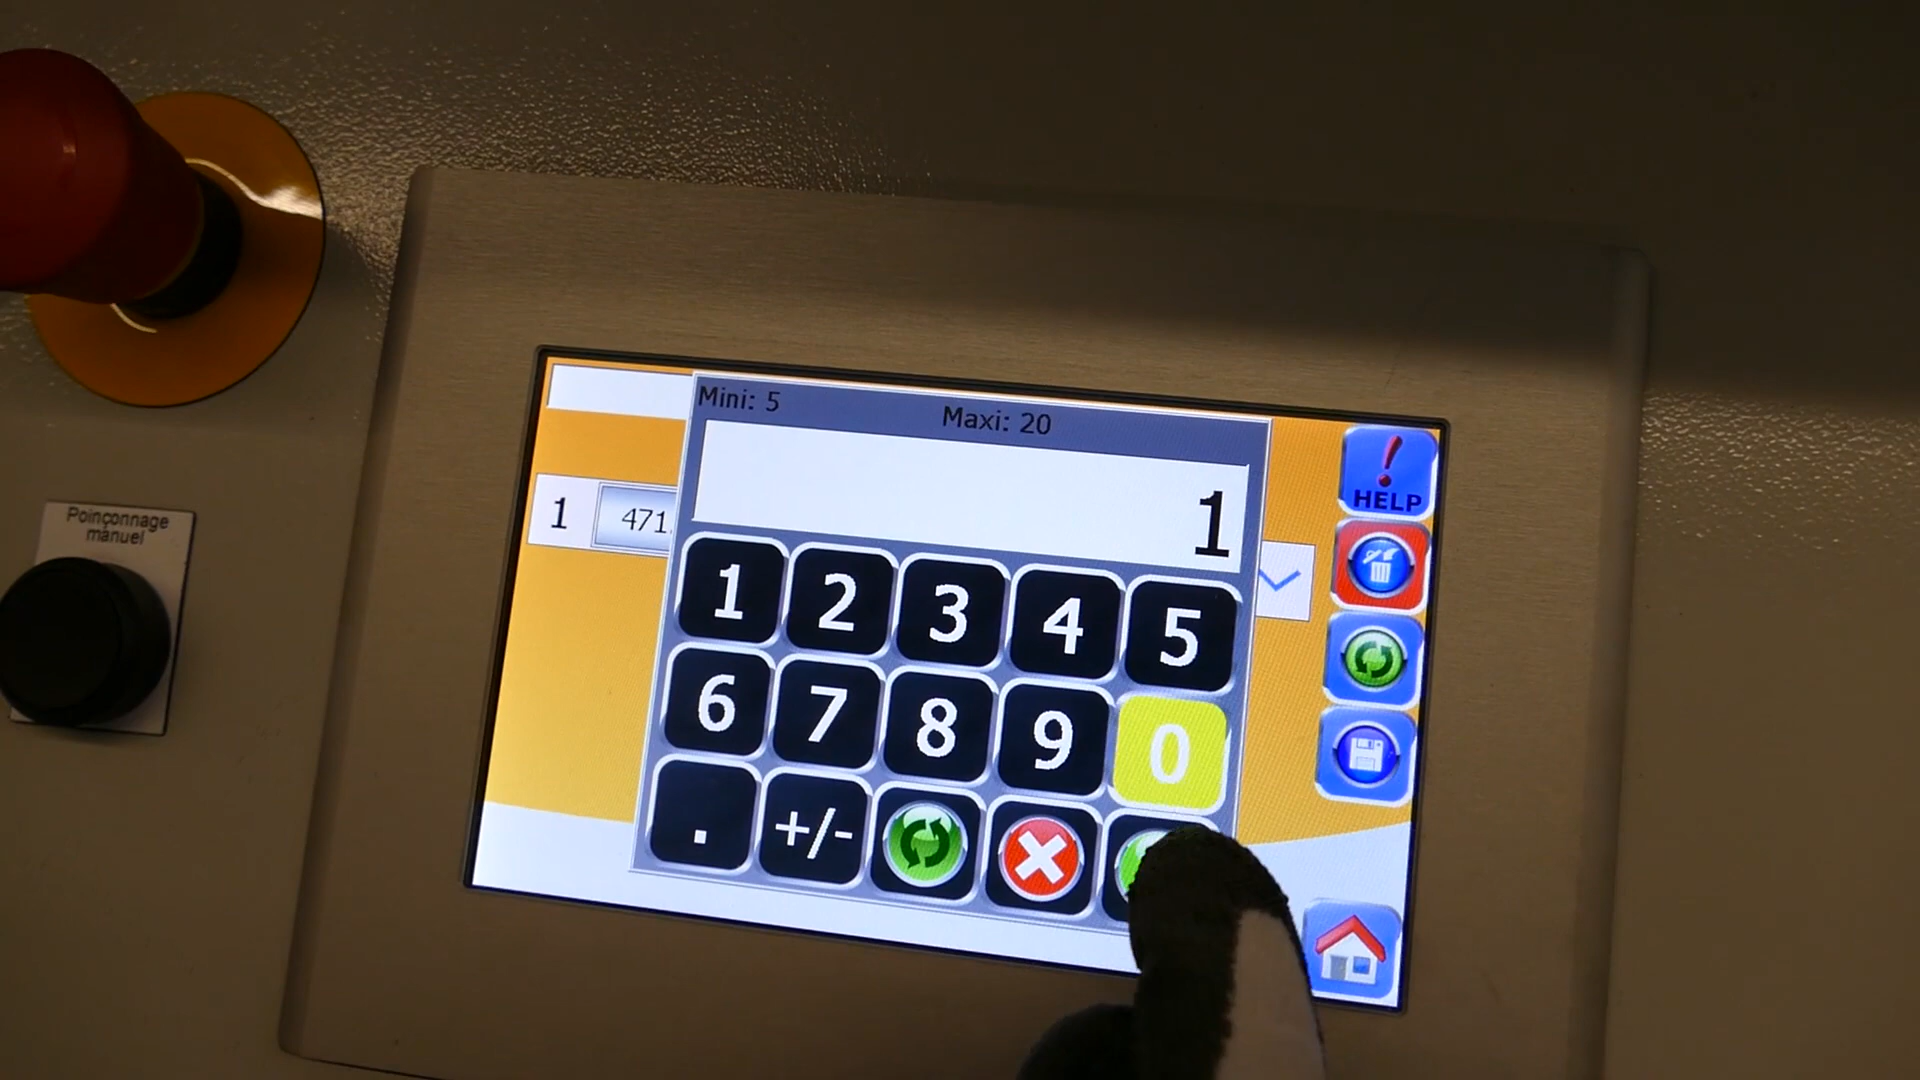 Mini: 5
Maxi: 20
1
HELP
1
471
Poinçonnage
manuel
1 2 3 4 5
6 7 8 9 0
. +/-